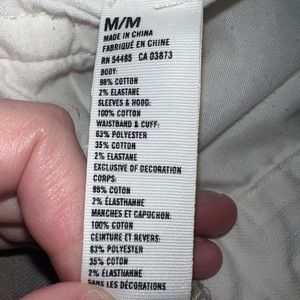 M/M
MADE IN CHINA
FABRIQUÉ EN CHINE
RN 54485 CA 03873
BODY:
98% COTTON
2% ELASTANE
SLEEVES & HOOD:
100% COTTON
WAISTBAND & CUFF:
63% POLYESTER
35% COTTON
2% ELASTANE
EXCLUSIVE OF DECORATION
CORPS:
98% COTON
2% ÉLASTHANNE
MANCHES ET CAPUCHON:
100% COTON
CEINTURE ET REVERS:
63% POLYESTER
35% COTON
2% ÉLASTHANNE
SANS LES DÉCORATIONS